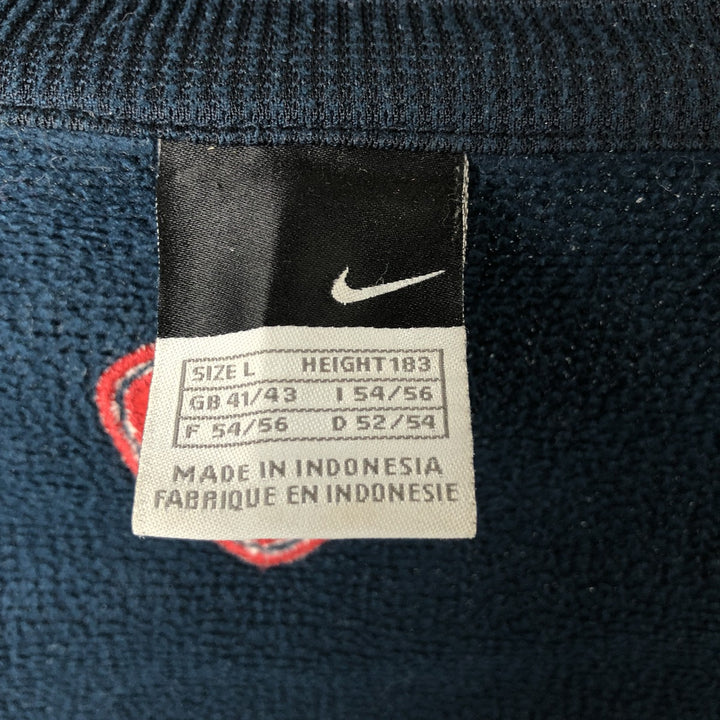 SIZE L HEIGHT 183
GB 41/43 I 54/56
F 54/56 D 52/54
MADE IN INDONESIA
FABRIQUE EN INDONESIE